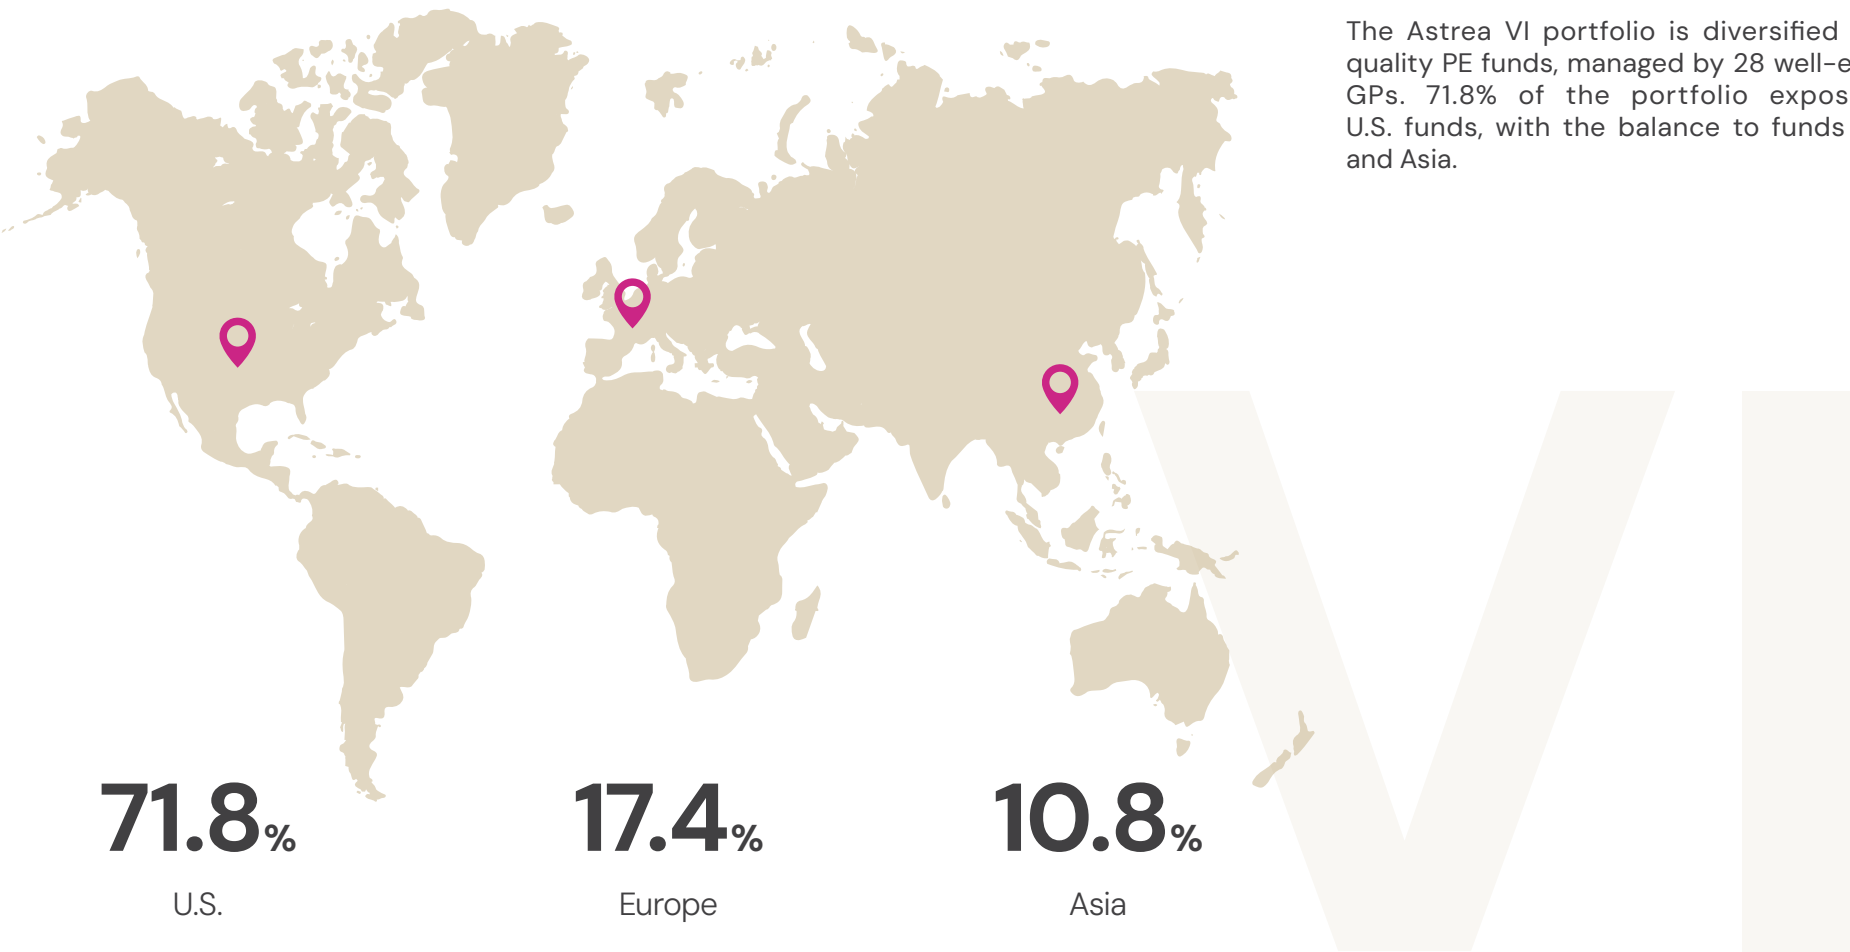 The Astrea VI portfolio is diversified
quality PE funds, managed by 28 well-e
GPs. 71.8% of the portfolio expos
U.S. funds, with the balance to funds
and Asia.
VI
71.8%
17.4%
10.8%
U.S.
Europe
Asia